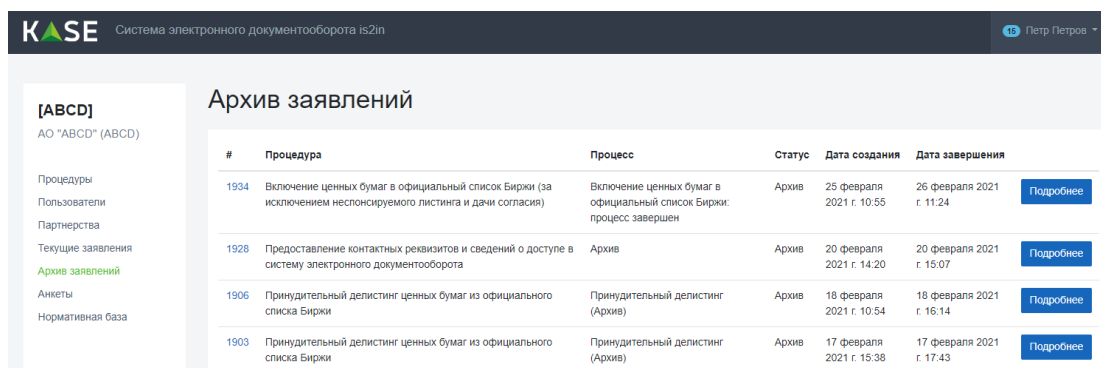 KASE Система электронного документооборота is2in 15 Петр Петров
[ABCD]
АО "ABCD" (ABCD)
Процедуры
Пользователи
Партнерства
Текущие заявления
Архив заявлений
Анкеты
Нормативная база
Архив заявлений
# Процедура Процесс Статус Дата создания Дата завершения
1934 Включение ценных бумаг в официальный список Биржи (за Включение ценных бумаг в Архив 25 февраля 26 февраля 2021 Подробнее
исключением неспонсируемого листинга и дачи согласия) официальный список Биржи: 2021 г. 10:55 г. 11:24
процесс завершен
1928 Предоставление контактных реквизитов и сведений о доступе в Архив Архив 20 февраля 20 февраля 2021 Подробнее
систему электронного документооборота 2021 г. 14:20 г. 15:07
1906 Принудительный делистинг ценных бумаг из официального Принудительный делистинг Архив 18 февраля 18 февраля 2021 Подробнее
списка Биржи (Архив) 2021 г. 10:54 г. 16:14
1903 Принудительный делистинг ценных бумаг из официального Принудительный делистинг Архив 17 февраля 17 февраля 2021 Подробнее
списка Биржи (Архив) 2021 г. 15:38 г. 17:43